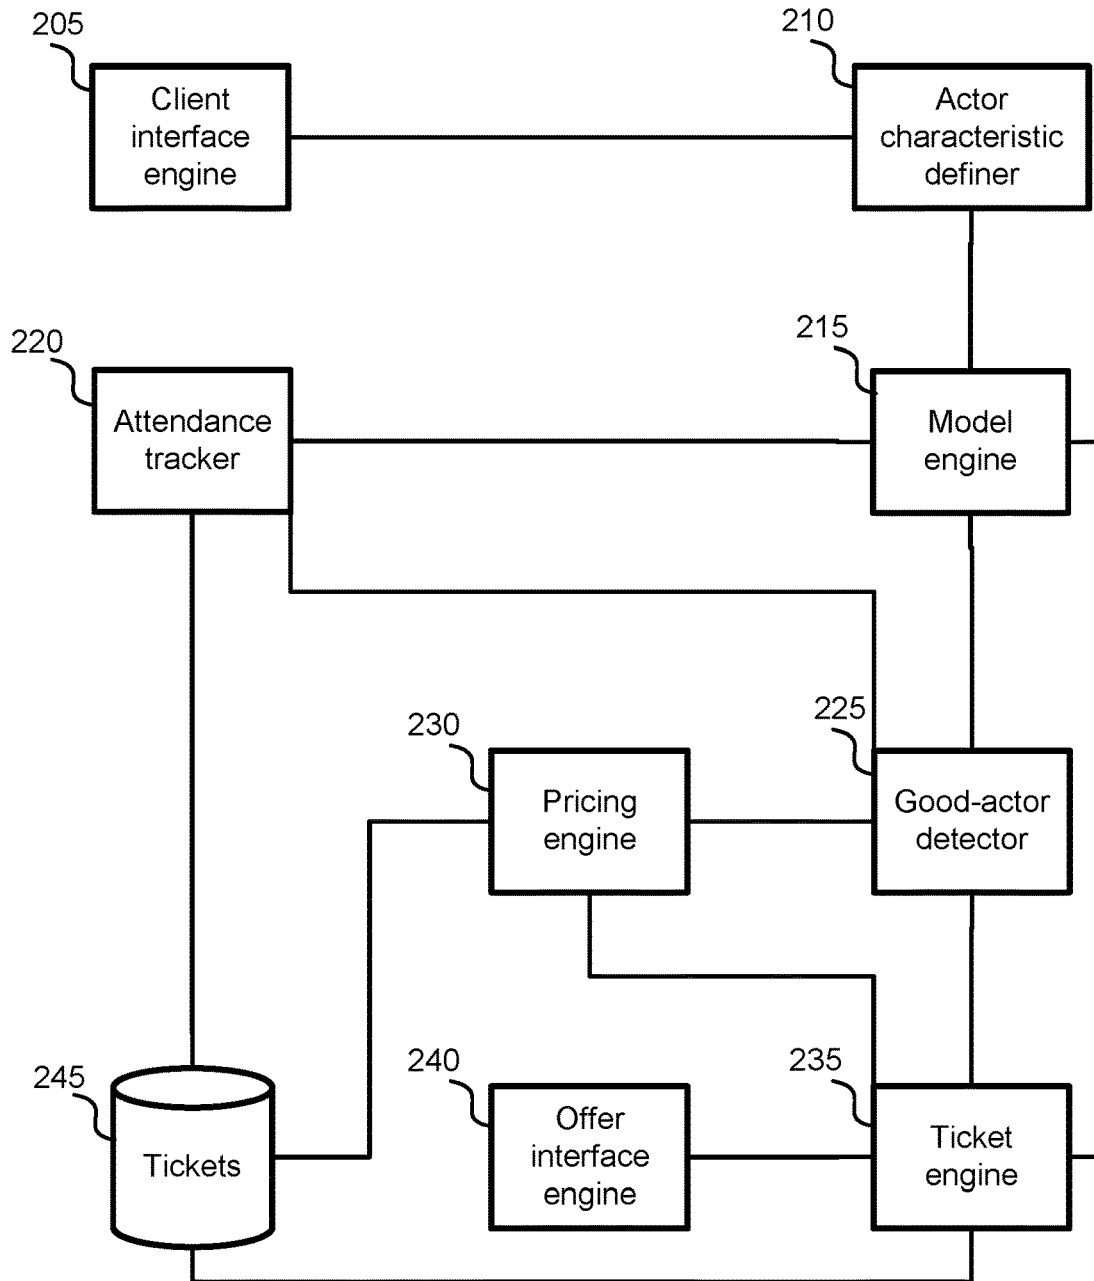 205
Client
interface
engine
210
Actor
characteristic
definer
220
Attendance
tracker
215
Model
engine
230
Pricing
engine
225
Good-actor
detector
245
Tickets
240
Offer
interface
engine
235
Ticket
engine